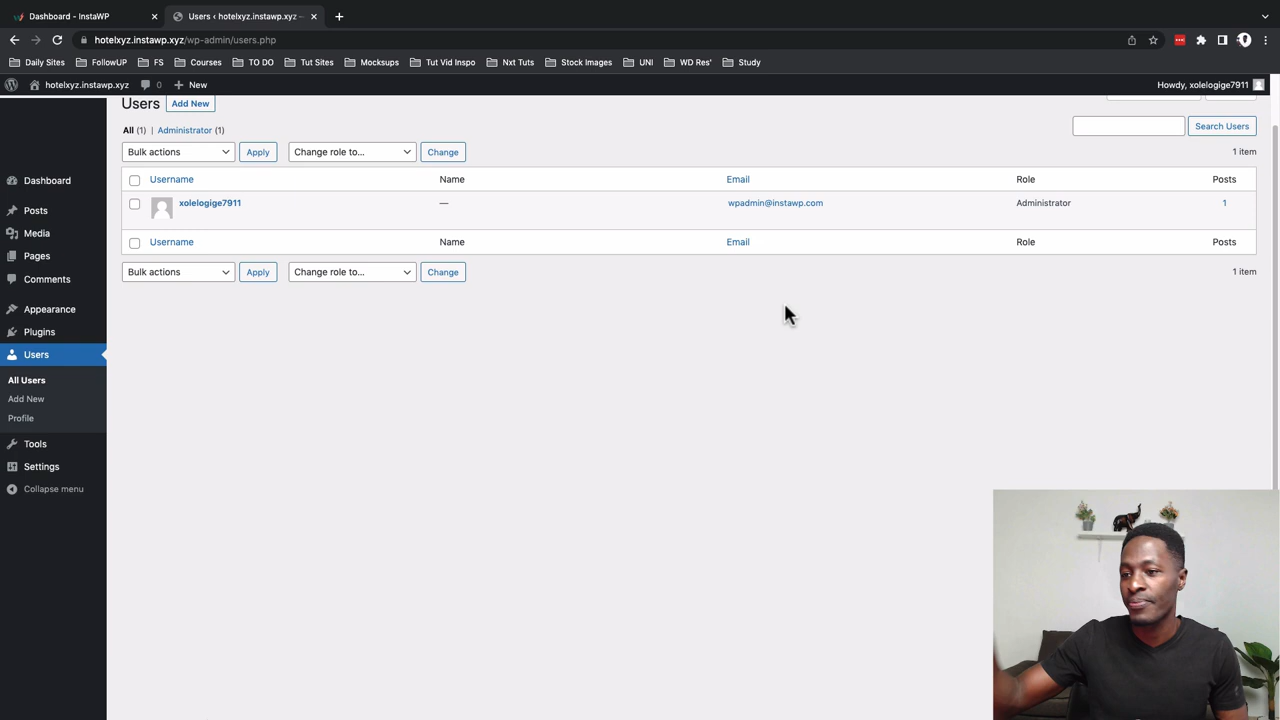 Dashboard - InstaWP
Users ‹ hotelxyz.instawp.xyz —
hotelxyz.instawp.xyz/wp-admin/users.php
Daily Sites
FollowUP
FS
Courses
TO DO
Tut Sites
Mocksups
Tut Vid Inspo
Nxt Tuts
Stock Images
UNI
WD Res'
Study
hotelxyz.instawp.xyz
0
New
Howdy, xolelogige7911
Users
Add New
All (1) | Administrator (1)
Search Users
Bulk actions
Apply
Change role to...
Change
1 item
Username
Name
Email
Role
Posts
xolelogige7911
—
wpadmin@instawp.com
Administrator
1
Username
Name
Email
Role
Posts
Bulk actions
Apply
Change role to...
Change
1 item
Dashboard
Posts
Media
Pages
Comments
Appearance
Plugins
Users
All Users
Add New
Profile
Tools
Settings
Collapse menu